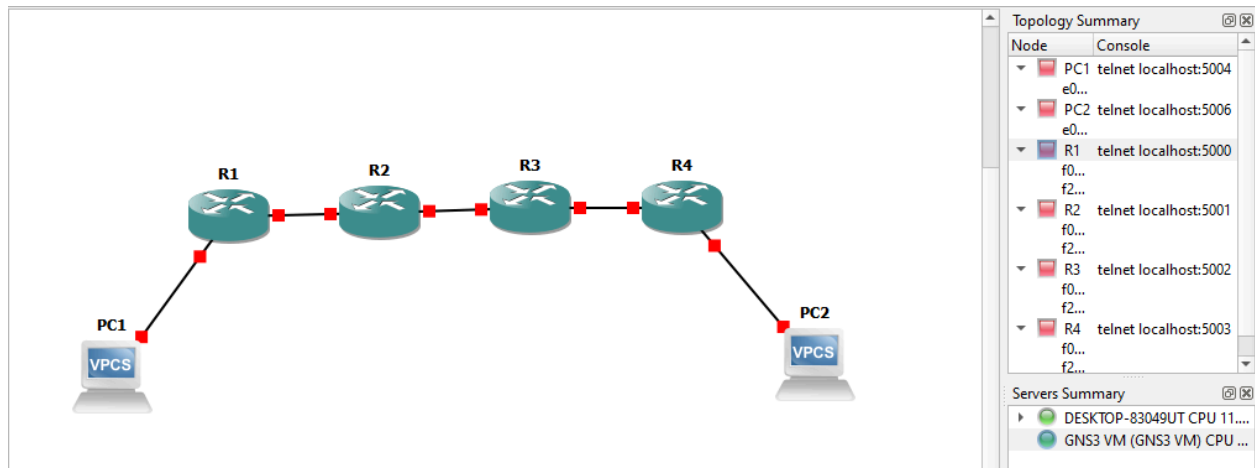 R1
R2
R3
R4
PC1
PC2
VPCS
VPCS
Topology Summary
Node Console
PC1 telnet localhost:5004
e0...
PC2 telnet localhost:5006
e0...
R1 telnet localhost:5000
f0...
f2...
R2 telnet localhost:5001
f0...
f2...
R3 telnet localhost:5002
f0...
f2...
R4 telnet localhost:5003
f0...
f2...
Servers Summary
DESKTOP-83049UT CPU 11....
GNS3 VM (GNS3 VM) CPU ...